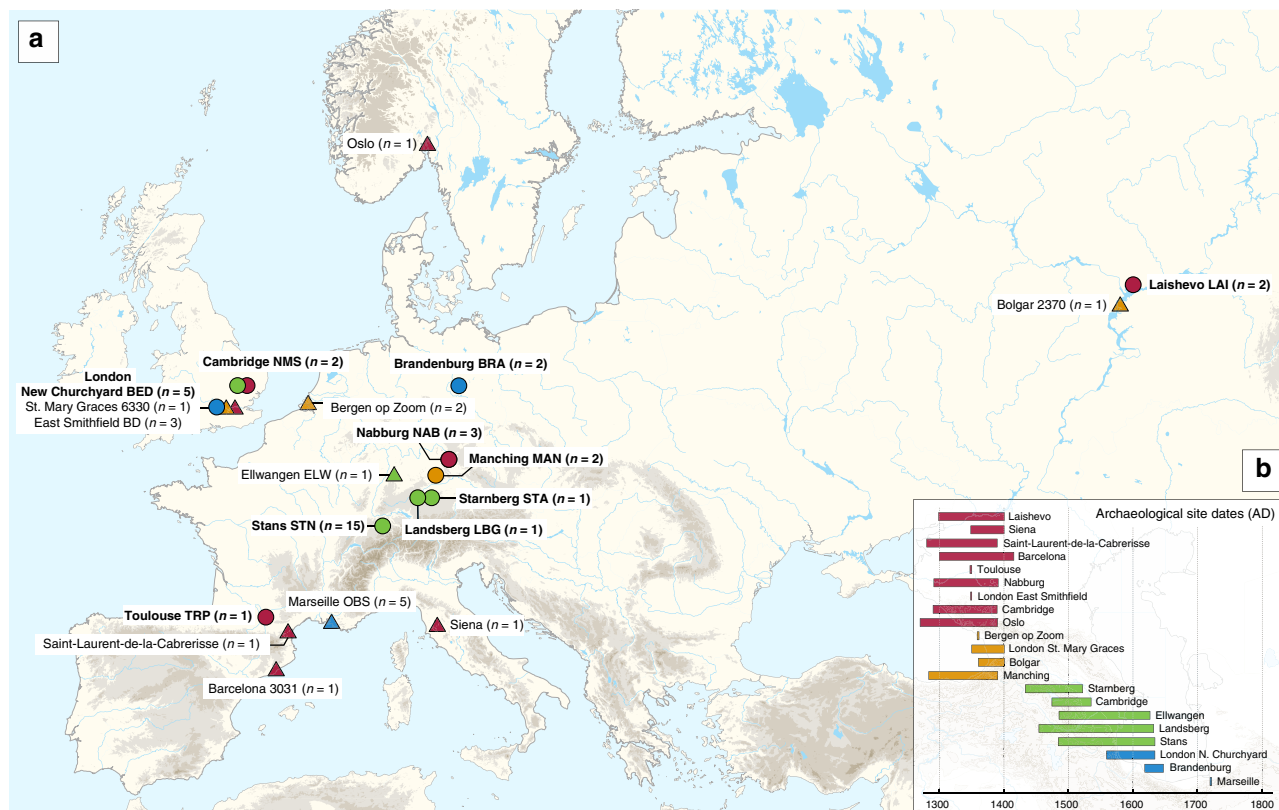 a
Oslo (n = 1)
Laishevo LAI (n = 2)
Bolgar 2370 (n = 1)
Cambridge NMS (n = 2)
Brandenburg BRA (n = 2)
London
New Churchyard BED (n = 5)
St. Mary Graces 6330 (n = 1)
East Smithfield BD (n = 3)
Bergen op Zoom (n = 2)
Nabburg NAB (n = 3)
Manching MAN (n = 2)
Ellwangen ELW (n = 1)
Starnberg STA (n = 1)
Stans STN (n = 15)
Landsberg LBG (n = 1)
Marseille OBS (n = 5)
Toulouse TRP (n = 1)
Siena (n = 1)
Saint-Laurent-de-la-Cabrerisse (n = 1)
Barcelona 3031 (n = 1)
b
Archaeological site dates (AD)
Laishevo
Siena
Saint-Laurent-de-la-Cabrerisse
Barcelona
Toulouse
Nabburg
London East Smithfield
Cambridge
Oslo
Bergen op Zoom
London St. Mary Graces
Bolgar
Manching
Starnberg
Cambridge
Ellwangen
Landsberg
Stans
London N. Churchyard
Brandenburg
Marseille
1300 1400 1500 1600 1700 1800